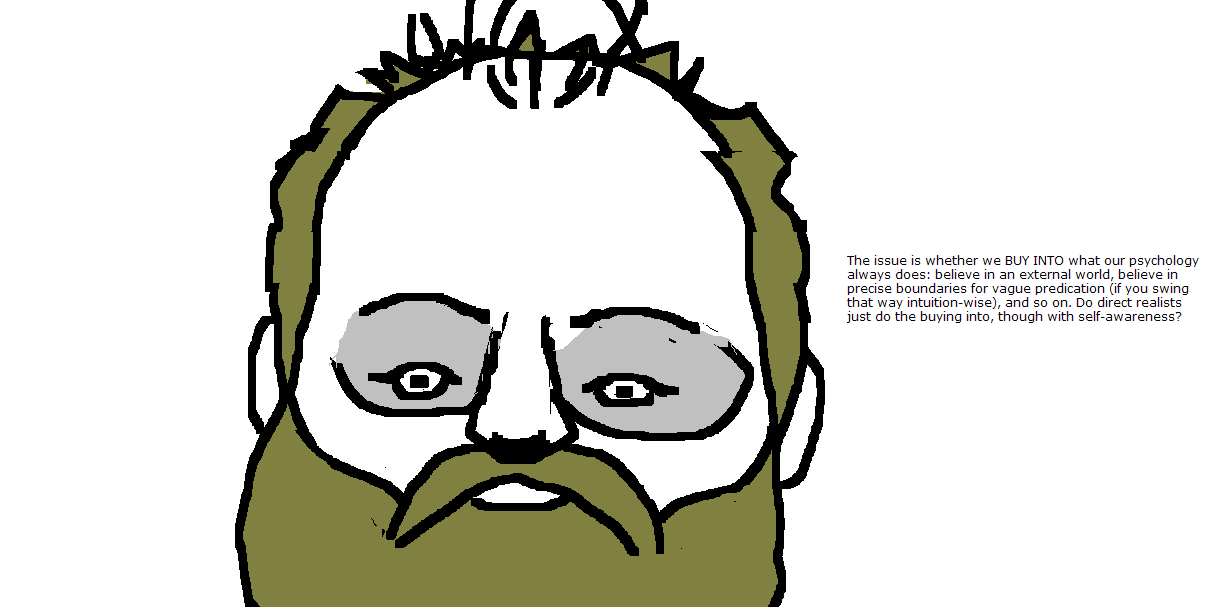 The issue is whether we BUY INTO what our psychology
always does: believe in an external world, believe in
precise boundaries for vague predication (if you swing
that way intuition-wise), and so on. Do direct realists
just do the buying into, though with self-awareness?